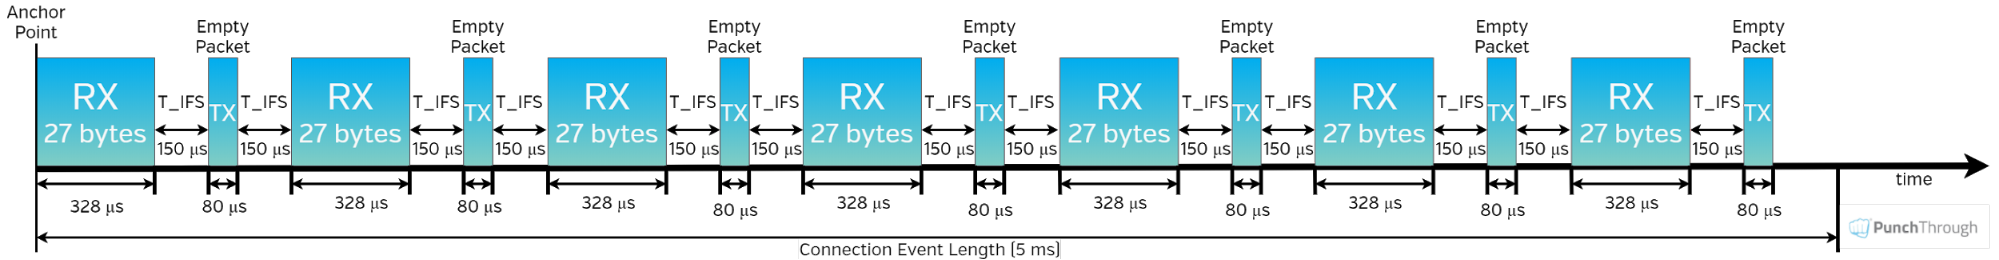 Anchor
Point
Empty
Packet
Empty
Packet
Empty
Packet
Empty
Packet
Empty
Packet
Empty
Packet
Empty
Packet
RX
27 bytes
T_IFS
150 µs
TX
T_IFS
150 µs
RX
27 bytes
T_IFS
150 µs
TX
T_IFS
150 µs
RX
27 bytes
T_IFS
150 µs
TX
T_IFS
150 µs
RX
27 bytes
T_IFS
150 µs
TX
T_IFS
150 µs
RX
27 bytes
T_IFS
150 µs
TX
T_IFS
150 µs
RX
27 bytes
T_IFS
150 µs
TX
T_IFS
150 µs
RX
27 bytes
T_IFS
150 µs
TX
time
328 µs
80 µs
328 µs
80 µs
328 µs
80 µs
328 µs
80 µs
328 µs
80 µs
328 µs
80 µs
328 µs
80 µs
PunchThrough
Connection Event Length (5 ms)